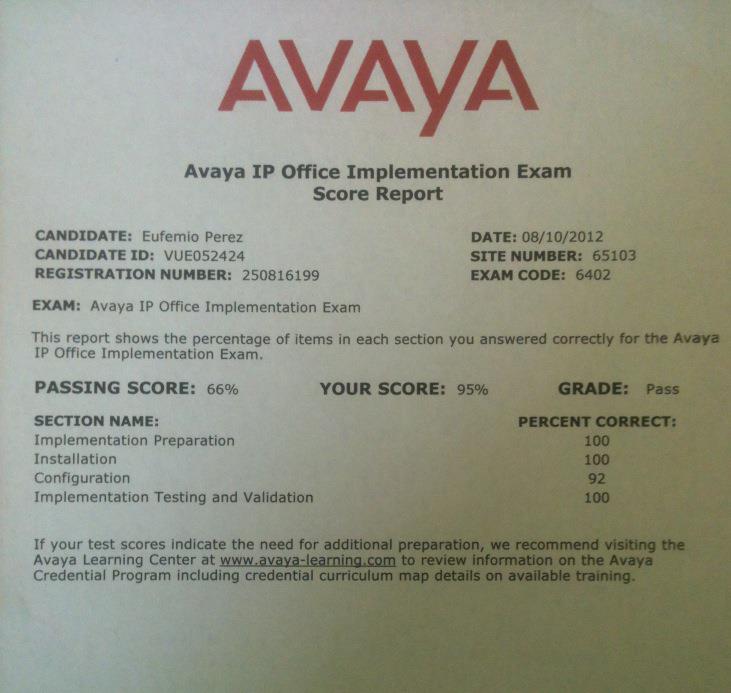 AVAYA
Avaya IP Office Implementation Exam
Score Report
CANDIDATE: Eufemio Perez DATE: 08/10/2012
CANDIDATE ID: VUE052424 SITE NUMBER: 65103
REGISTRATION NUMBER: 250816199 EXAM CODE: 6402
EXAM: Avaya IP Office Implementation Exam
This report shows the percentage of items in each section you answered correctly for the Avaya
IP Office Implementation Exam.
PASSING SCORE: 66% YOUR SCORE: 95% GRADE: Pass
SECTION NAME: PERCENT CORRECT:
Implementation Preparation 100
Installation 100
Configuration 92
Implementation Testing and Validation 100
If your test scores indicate the need for additional preparation, we recommend visiting the
Avaya Learning Center at www.avaya-learning.com to review information on the Avaya
Credential Program including credential curriculum map details on available training.